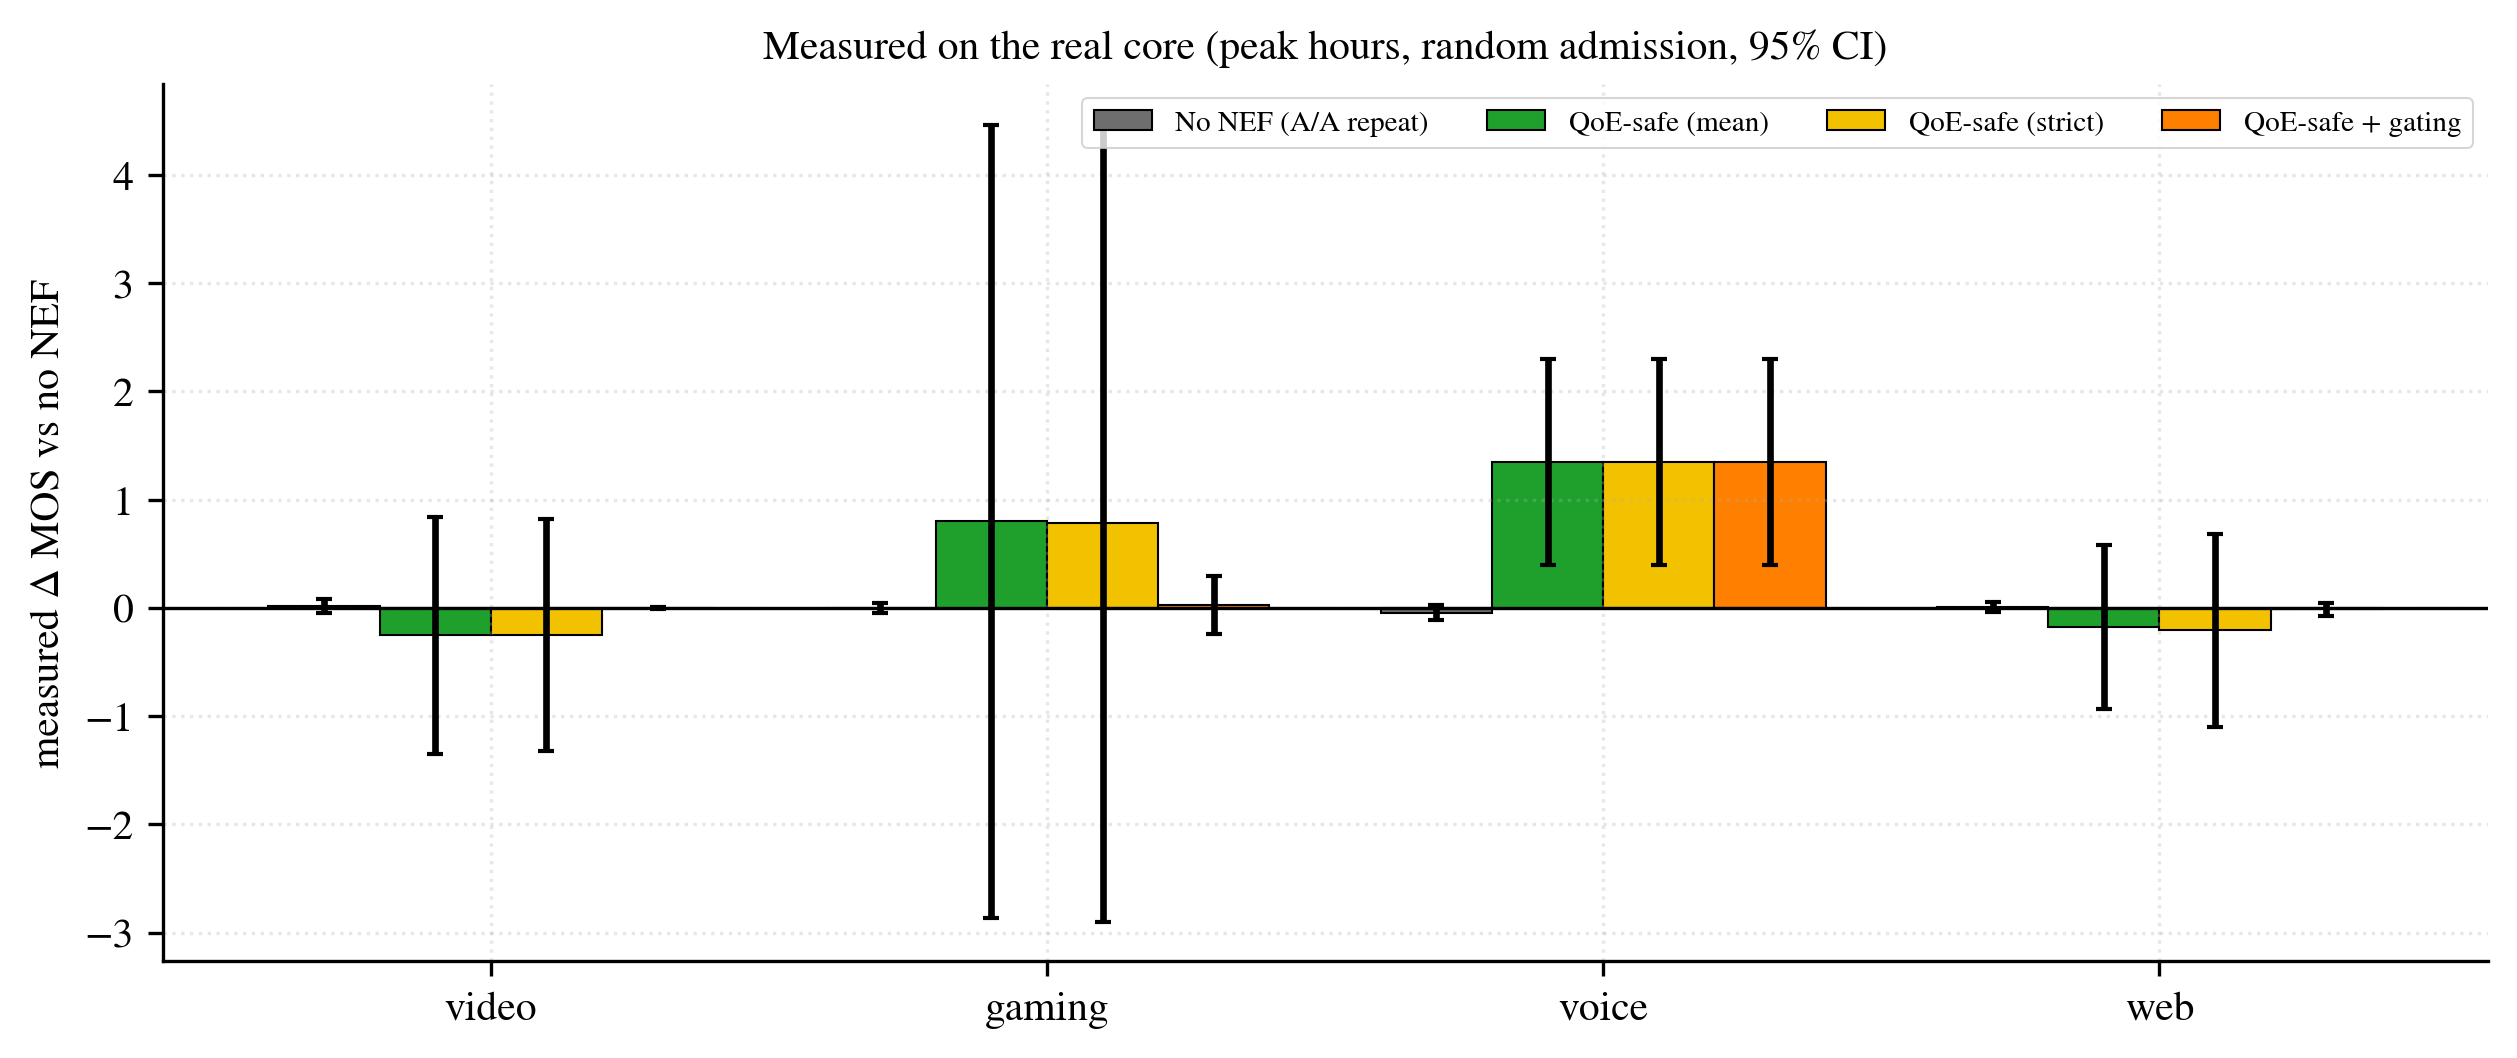 Measured on the real core (peak hours, random admission, 95% CI)
No NEF (A/A repeat)
QoE-safe (mean)
QoE-safe (strict)
QoE-safe + gating
measured Δ MOS vs no NEF
4
3
2
1
0
−1
−2
−3
video
gaming
voice
web